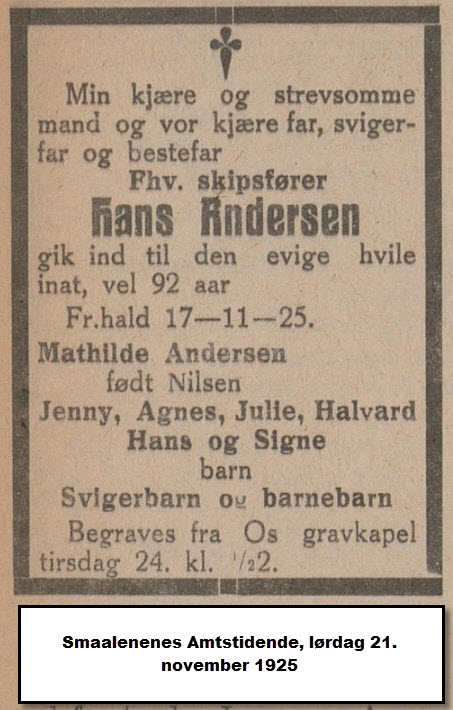 Min kjære og strevsomme
mand og vor kjære far, sviger-
far og bestefar
Fhv. skipsfører
Hans Andersen
gik ind til den evige hvile
inat, vel 92 aar
Fr.hald 17—11—25.
Mathilde Andersen
født Nilsen
Jenny, Agnes, Julie, Halvard
Hans og Signe
barn
Svigerbarn og barnebarn
Begraves fra Os gravkapel
tirsdag 24. kl. ½2.
Smaalenenes Amtstidende, lørdag 21.
november 1925